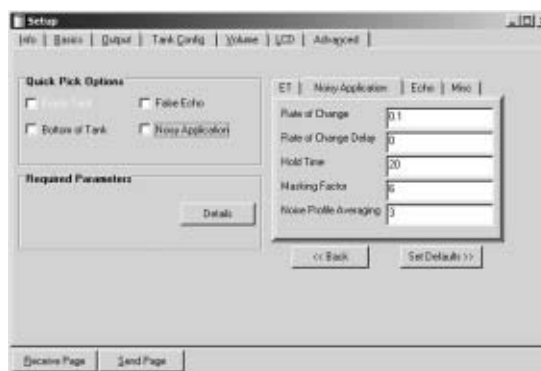 Setup
Info Basics Output Tank Config Volume LCD Advanced
Quick Pick Options
False Echo
Bottom of Tank Noisy Application
Required Parameters
Details
ET Noisy Application Echo Misc
Rate of Change 0.1
Rate of Change Delay 0
Hold Time 20
Masking Factor 6
Noise Profile Averaging 3
<< Back Set Defaults >>
Receive Page Send Page